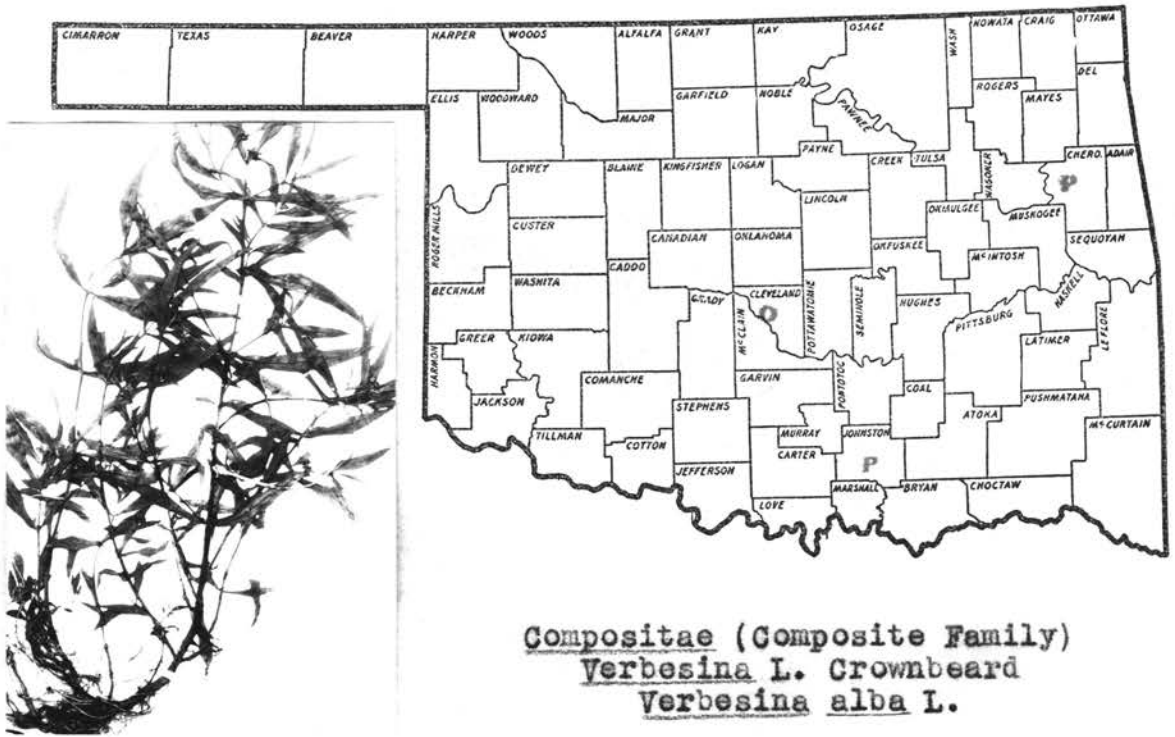 CIMARRON TEXAS BEAVER HARPER WOODS ALFALFA GRANT KAY OSAGE WASH NOWATA CRAIG OTTAWA
ELLIS WOODWARD MAJOR GARFIELD NOBLE PAWNEE ROGERS MAYES DEL
DEWEY BLAINE KINGFISHER LOGAN PAYNE CREEK TULSA WAGONER CHERO. ADAIR
P
ROGER MILLS CUSTER CANADIAN OKLAHOMA LINCOLN OKFUSKEE OKMULGEE MUSKOGEE SEQUOYAH
BECKHAM WASHITA CADDO GRADY McCLAIN CLEVELAND POTTAWATOMIE SEMINOLE HUGHES McINTOSH HASKELL
O
HARMON GREER KIOWA PITTSBURG LATIMER LEFLORE
JACKSON COMANCHE STEPHENS GARVIN PONTOTOC COAL ATOKA PUSHMATAHA McCURTAIN
TILLMAN COTTON JEFFERSON MURRAY CARTER JOHNSTON
P
LOVE MARSHALL BRYAN CHOCTAW
Compositae (Composite Family)
Verbesina L. Crownbeard
Verbesina alba L.